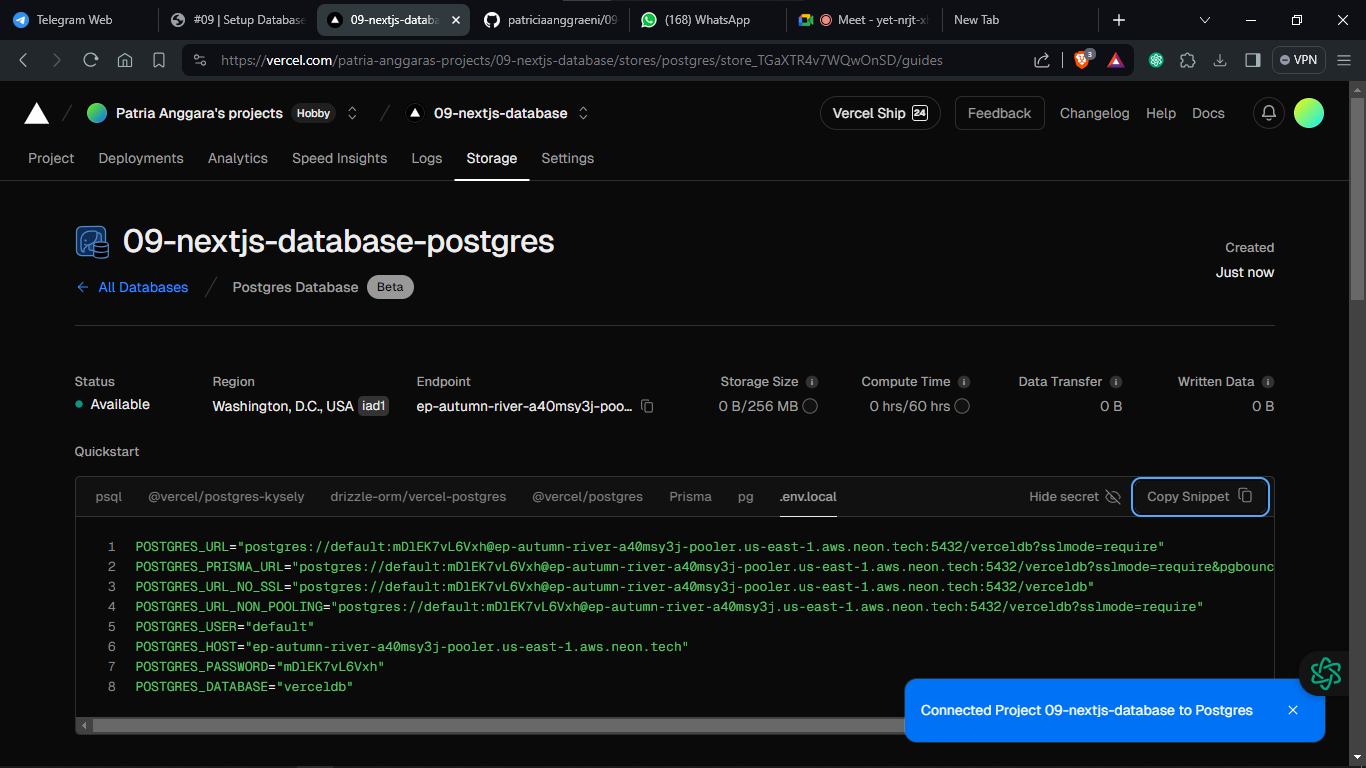 Telegram Web
#09 | Setup Database
09-nextjs-databa
patriciaanggraeni/09
(168) WhatsApp
Meet - yet-nrjt-x
New Tab
https://vercel.com/patria-anggaras-projects/09-nextjs-database/stores/postgres/store_TGaXTR4v7WQwOnSD/guides
3
VPN
Patria Anggara's projects Hobby
09-nextjs-database
Vercel Ship 24
Feedback
Changelog
Help
Docs
Project
Deployments
Analytics
Speed Insights
Logs
Storage
Settings
09-nextjs-database-postgres
Created
Just now
← All Databases
Postgres Database Beta
Status
Available
Region
Washington, D.C., USA iad1
Endpoint
ep-autumn-river-a40msy3j-poo...
Storage Size
0 B/256 MB
Compute Time
0 hrs/60 hrs
Data Transfer
0 B
Written Data
0 B
Quickstart
psql
@vercel/postgres-kysely
drizzle-orm/vercel-postgres
@vercel/postgres
Prisma
pg
.env.local
Hide secret
Copy Snippet
1 POSTGRES_URL="postgres://default:mDlEK7vL6Vxh@ep-autumn-river-a40msy3j-pooler.us-east-1.aws.neon.tech:5432/verceldb?sslmode=require"
2 POSTGRES_PRISMA_URL="postgres://default:mDlEK7vL6Vxh@ep-autumn-river-a40msy3j-pooler.us-east-1.aws.neon.tech:5432/verceldb?sslmode=require&pgbounc
3 POSTGRES_URL_NO_SSL="postgres://default:mDlEK7vL6Vxh@ep-autumn-river-a40msy3j-pooler.us-east-1.aws.neon.tech:5432/verceldb"
4 POSTGRES_URL_NON_POOLING="postgres://default:mDlEK7vL6Vxh@ep-autumn-river-a40msy3j.us-east-1.aws.neon.tech:5432/verceldb?sslmode=require"
5 POSTGRES_USER="default"
6 POSTGRES_HOST="ep-autumn-river-a40msy3j-pooler.us-east-1.aws.neon.tech"
7 POSTGRES_PASSWORD="mDlEK7vL6Vxh"
8 POSTGRES_DATABASE="verceldb"
Connected Project 09-nextjs-database to Postgres